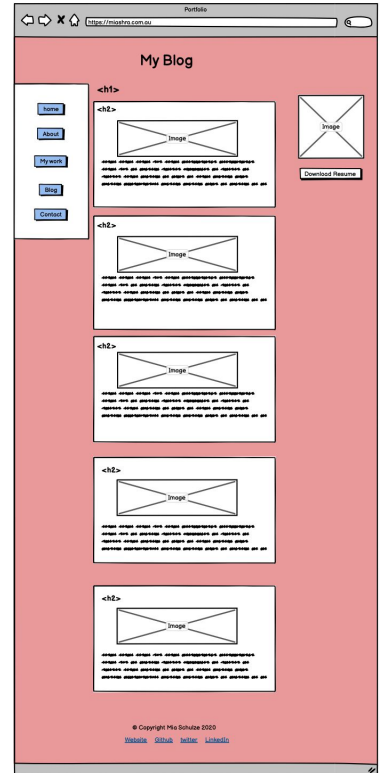 Portfolio
https://miashro.com.au
My Blog
<h1>
home
About
My work
Blog
Contact
Image
Download Resume
<h2>
Image
<h2>
Image
<h2>
Image
<h2>
Image
<h2>
Image
© Copyright Mia Schulze 2020
Website Github twitter LinkedIn